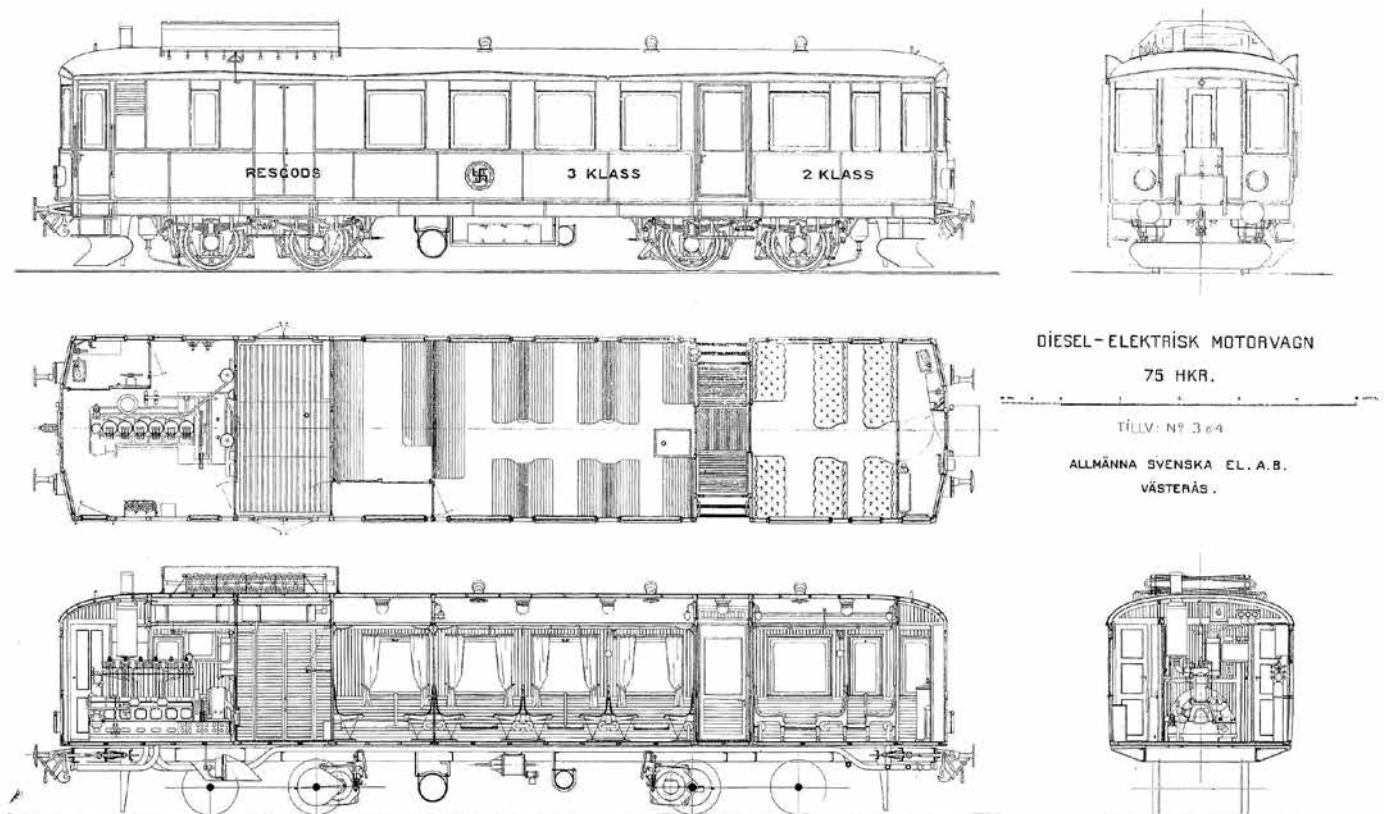 RESGODS
3 KLASS
2 KLASS
DIESEL-ELEKTRISK MOTORVAGN
75 HKR.
TILLV: Nº 3 o 4
ALLMÄNNA SVENSKA EL. A.B.
VÄSTERÅS.